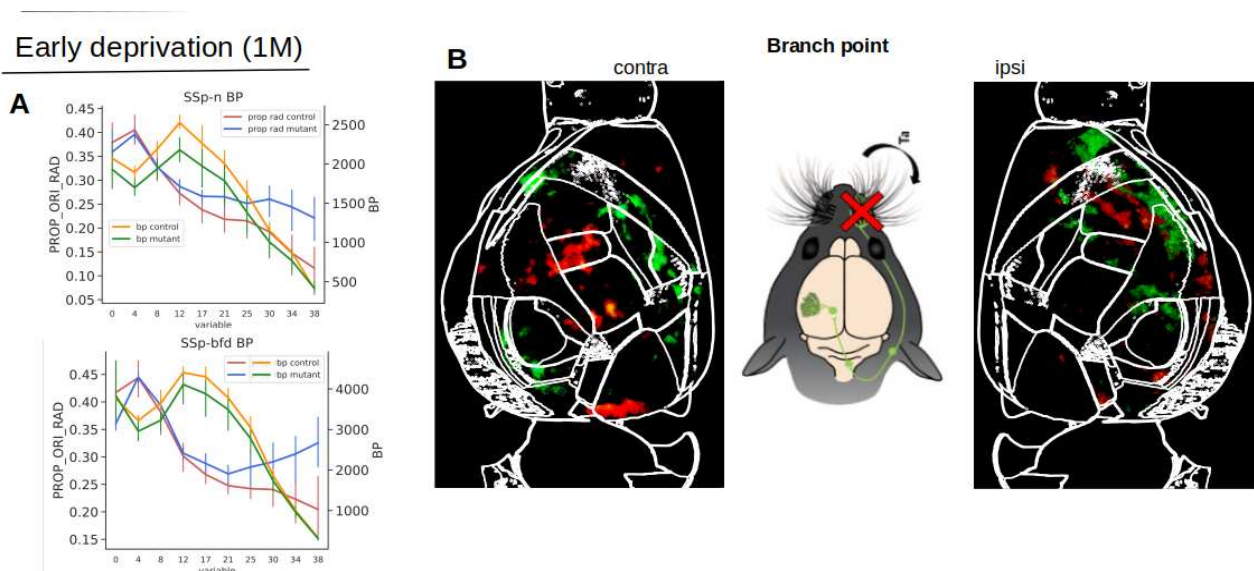 Early deprivation (1M)
A
SSp-n BP
prop rad control
prop rad mutant
bp control
bp mutant
PROP_ORI_RAD
0.45
0.40
0.35
0.30
0.25
0.20
0.15
0.10
0.05
BP
2500
2000
1500
1000
500
0 4 8 12 17 21 25 30 34 38
variable
SSp-bfd BP
bp control
bp mutant
PROP_ORI_RAD
0.45
0.40
0.35
0.30
0.25
0.20
0.15
BP
4000
3000
2000
1000
0 4 8 12 17 21 25 30 34 38
variable
B
Branch point
contra
ipsi
Ta